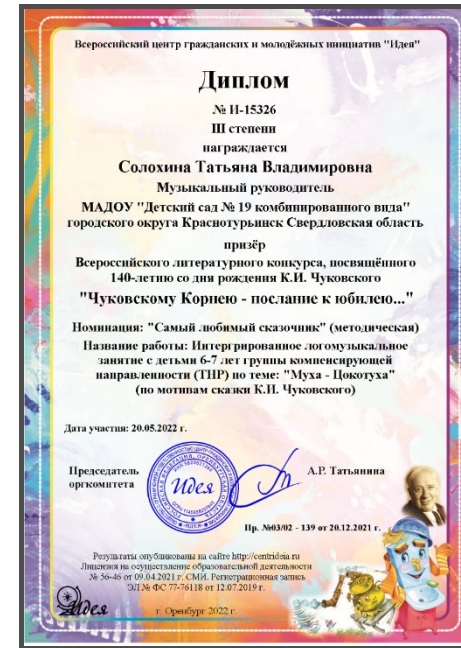 Всероссийский центр гражданских и молодёжных инициатив "Идея"
Диплом
№ И-15326
III степени
награждается
Солохина Татьяна Владимировна
Музыкальный руководитель
МАДОУ "Детский сад № 19 комбинированного вида"
городского округа Краснотурьинск Свердловская область
призёр
Всероссийского литературного конкурса, посвящённого
140-летию со дня рождения К.И. Чуковского
"Чуковскому Корнею - послание к юбилею..."
Номинация: "Самый любимый сказочник" (методическая)
Название работы: Интергрированное логомузыкальное
занятие с детьми 6-7 лет группы компенсирующей
направленности (ТНР) по теме: "Муха - Цокотуха"
(по мотивам сказки К.И. Чуковского)
Дата участия: 20.05.2022 г.
Председатель
оргкомитета
Идея
А.Р. Татьянина
Пр. №03/02 - 139 от 20.12.2021 г.
Результаты опубликованы на сайте http://centrideia.ru
Лицензия на осуществление образовательной деятельности
№ 56-46 от 09.04.2021 г. СМИ. Регистрационная запись
ЭЛ № ФС 77-76118 от 12.07.2019 г.
Идея
г. Оренбург 2022 г.